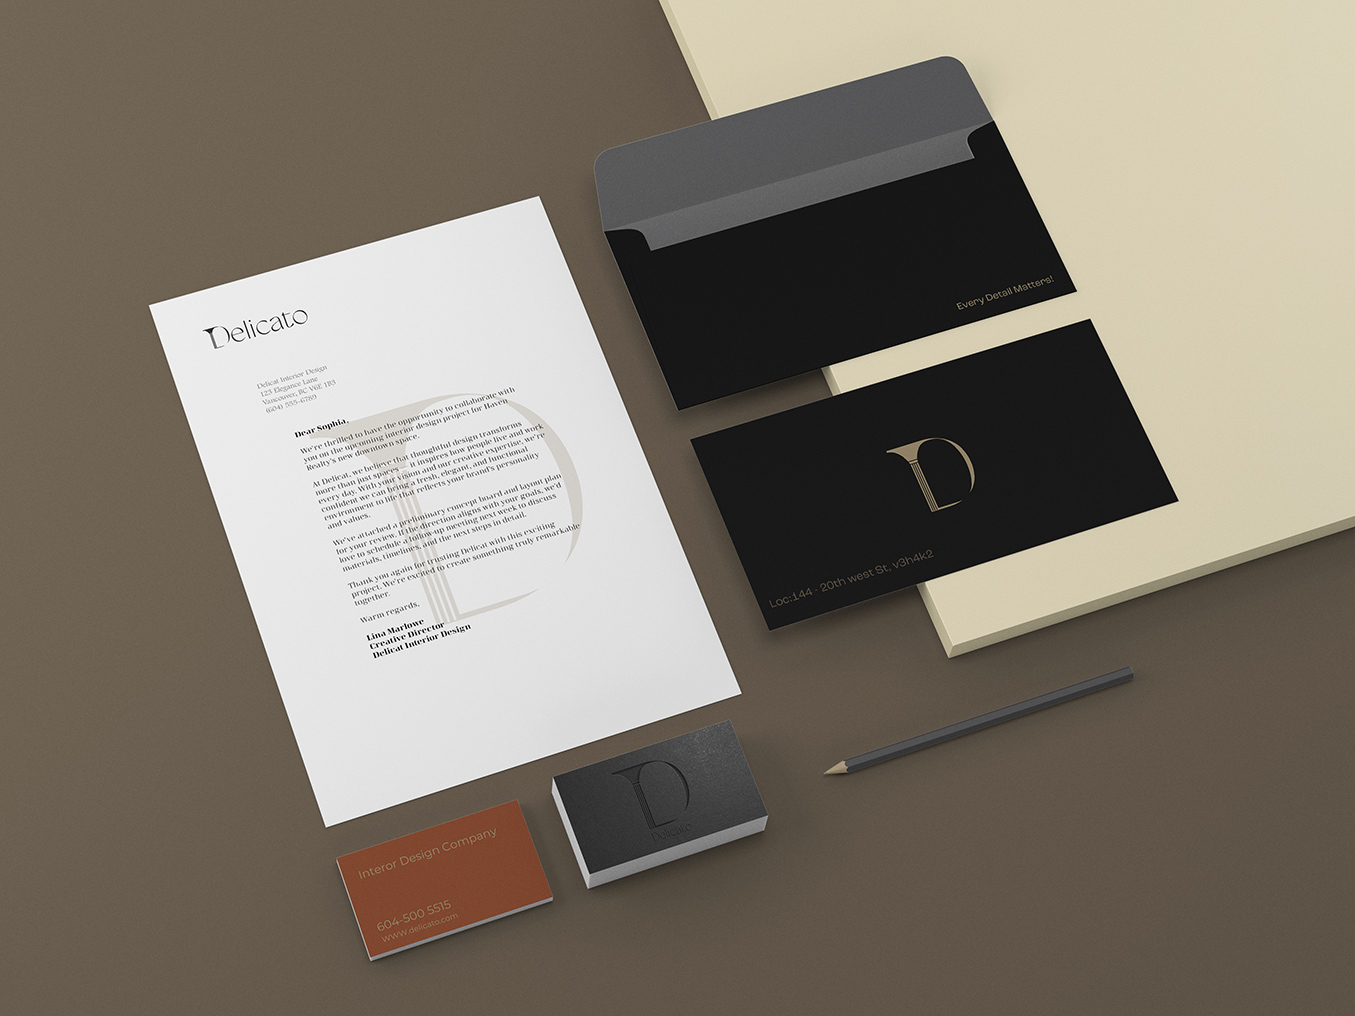 Delicato
Delicat Interior Design
123 Elegance Lane
Vancouver, BC V6E 1B3
(604) 555-6789
Dear Sophia,
We're thrilled to have the opportunity to collaborate with
you on the upcoming interior design project for Haven
Realty's new downtown space.
At Delicat, we believe that thoughtful design transforms
more than just spaces — it inspires how people live and work
every day. With your vision and our creative expertise, we're
confident we can bring a fresh, elegant, and functional
environment to life that reflects your brand's personality
and values.
We've attached a preliminary concept board and layout plan
for your review. If the direction aligns with your goals, we'd
love to schedule a follow-up meeting next week to discuss
materials, timelines, and the next steps in detail.
Thank you again for trusting Delicat with this exciting
project. We're excited to create something truly remarkable
together.
Warm regards,
Lina Marlowe
Creative Director
Delicat Interior Design
Every Detail Matters!
D
Loc:144 - 20th west St, v3h4k2
D
Delicato
Interor Design Company
604-500 5515
www.delicato.com